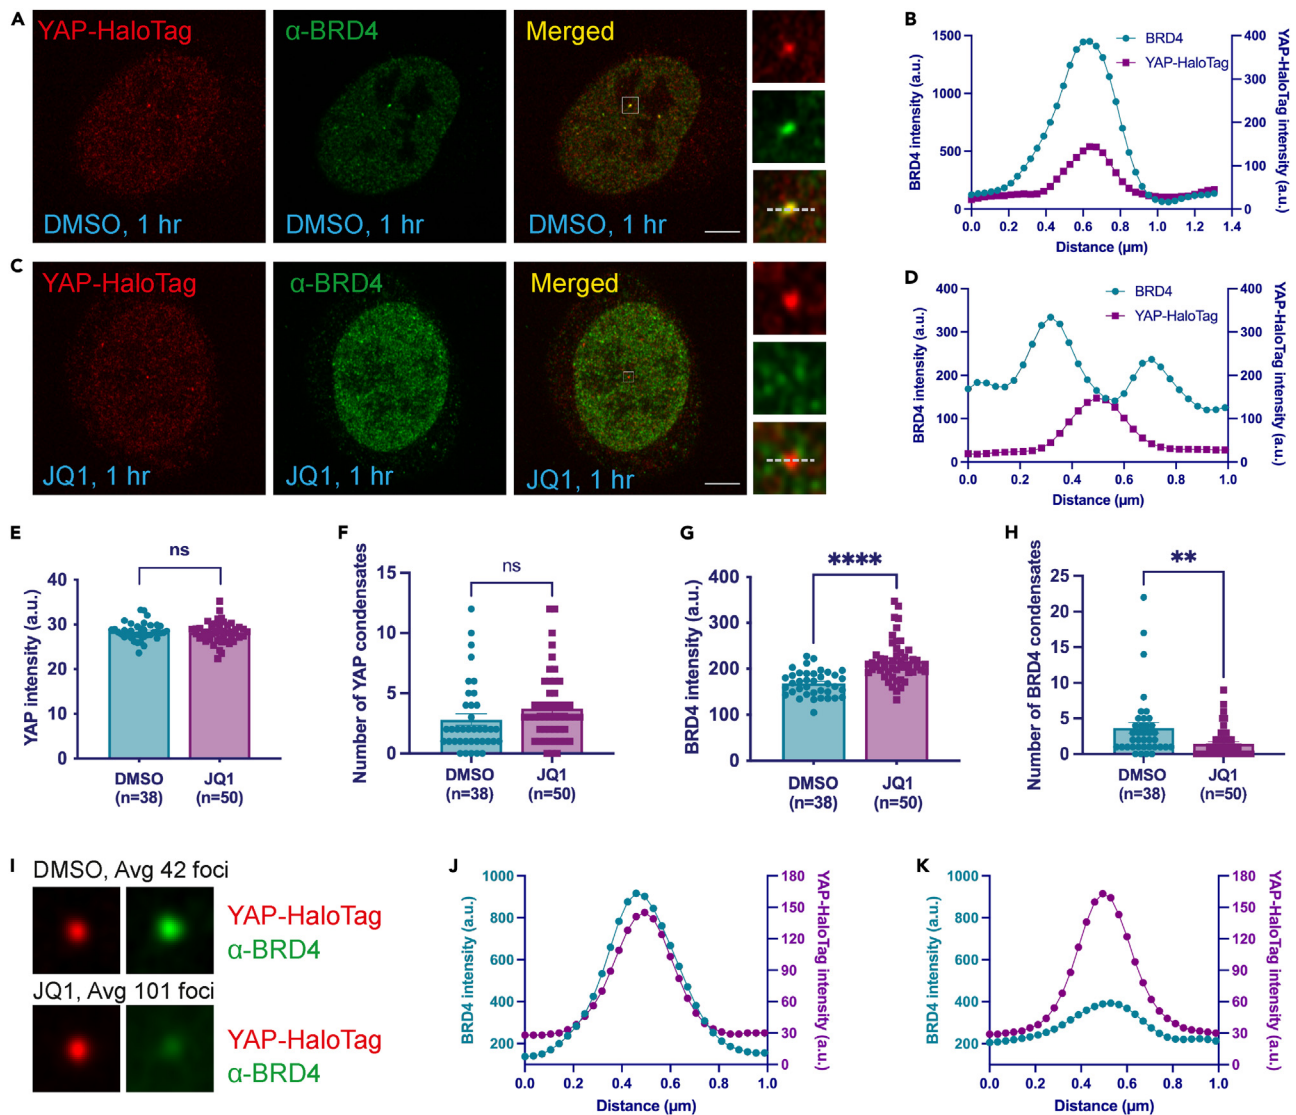 A
YAP-HaloTag
α-BRD4
Merged
DMSO, 1 hr
DMSO, 1 hr
DMSO, 1 hr
B
BRD4
YAP-HaloTag
BRD4 intensity (a.u.)
1500
1000
500
0
YAP-HaloTag intensity (a.u.)
400
300
200
100
0
0.0 0.2 0.4 0.6 0.8 1.0 1.2 1.4
Distance (µm)
C
YAP-HaloTag
α-BRD4
Merged
JQ1, 1 hr
JQ1, 1 hr
JQ1, 1 hr
D
BRD4
YAP-HaloTag
BRD4 intensity (a.u.)
400
300
200
100
0
YAP-HaloTag intensity (a.u.)
400
300
200
100
0
0.0 0.2 0.4 0.6 0.8 1.0
Distance (µm)
E
ns
YAP intensity (a.u.)
40
30
20
10
0
DMSO JQ1
(n=38) (n=50)
F
ns
Number of YAP condensates
15
10
5
0
DMSO JQ1
(n=38) (n=50)
G
****
BRD4 intensity (a.u.)
400
300
200
100
0
DMSO JQ1
(n=38) (n=50)
H
**
Number of BRD4 condensates
25
20
15
10
5
0
DMSO JQ1
(n=38) (n=50)
I
DMSO, Avg 42 foci
YAP-HaloTag
α-BRD4
JQ1, Avg 101 foci
YAP-HaloTag
α-BRD4
J
BRD4 intensity (a.u.)
1000
800
600
400
200
YAP-HaloTag intensity (a.u.)
180
150
120
90
60
30
0
0.0 0.2 0.4 0.6 0.8 1.0
Distance (µm)
K
BRD4 intensity (a.u.)
1000
800
600
400
200
YAP-HaloTag intensity (a.u.)
180
150
120
90
60
30
0
0.0 0.2 0.4 0.6 0.8 1.0
Distance (µm)